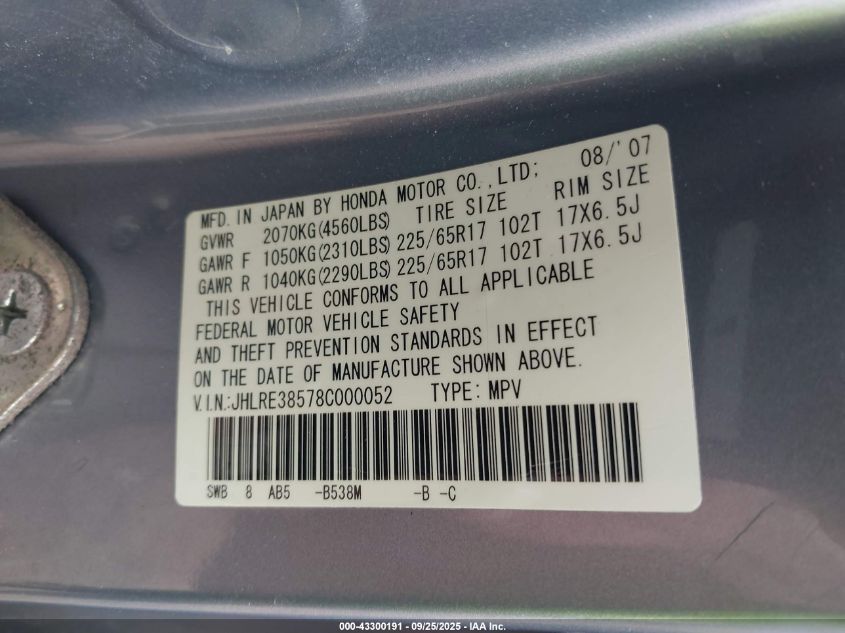 MFD. IN JAPAN BY HONDA MOTOR CO.,LTD; 08/'07
GVWR 2070KG(4560LBS) TIRE SIZE RIM SIZE
GAWR F 1050KG(2310LBS) 225/65R17 102T 17X6.5J
GAWR R 1040KG(2290LBS) 225/65R17 102T 17X6.5J
THIS VEHICLE CONFORMS TO ALL APPLICABLE
FEDERAL MOTOR VEHICLE SAFETY
AND THEFT PREVENTION STANDARDS IN EFFECT
ON THE DATE OF MANUFACTURE SHOWN ABOVE.
V.I.N.:JHLRE38578C000052 TYPE: MPV
SWB 8 AB5 -B538M -B -C
000-43300191 - 09/25/2025 - IAA Inc.